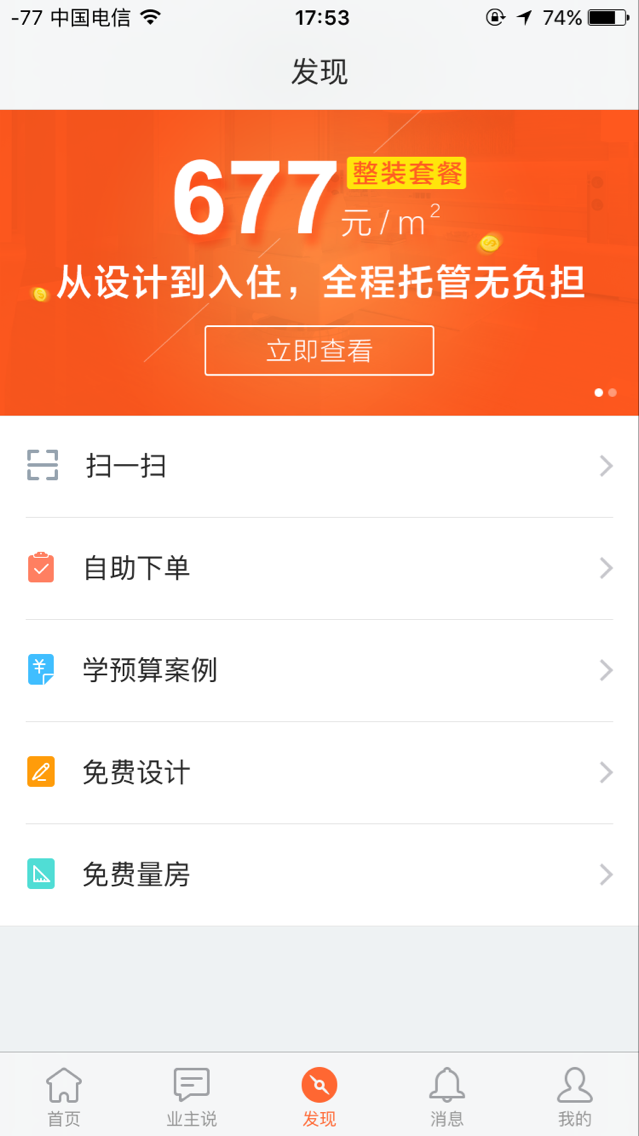 -77 中国电信 17:53 74%
发现
677 整装套餐
元/m²
从设计到入住，全程托管无负担
立即查看
扫一扫
自助下单
学预算案例
免费设计
免费量房
首页 业主说 发现 消息 我的